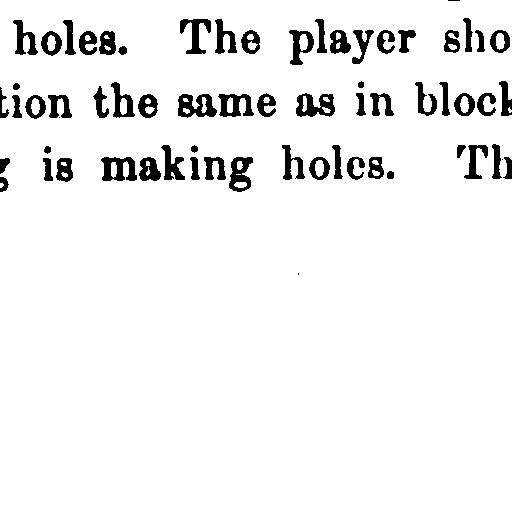 holes. The player sho
tion the same as in block
g is making holes. Th